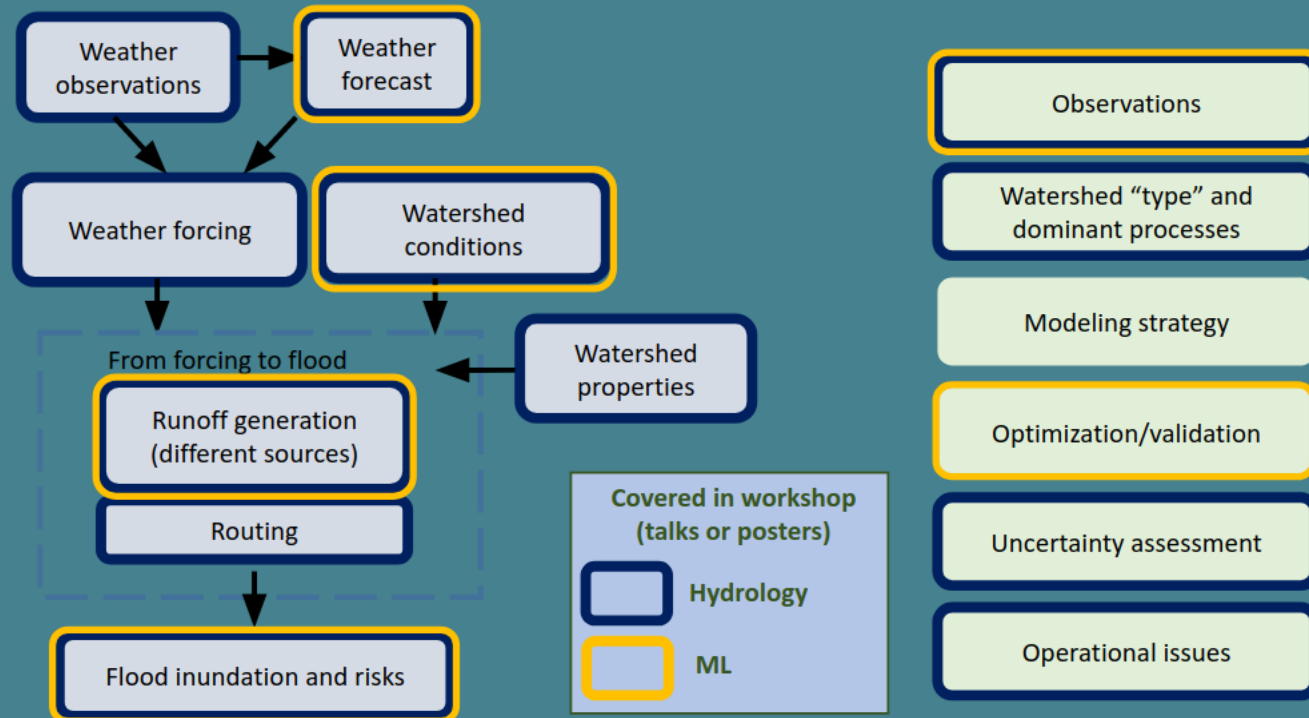 Weather
observations
Weather
forecast
Weather forcing
Watershed
conditions
From forcing to flood
Watershed
properties
Runoff generation
(different sources)
Routing
Flood inundation and risks
Covered in workshop
(talks or posters)
Hydrology
ML
Observations
Watershed “type” and
dominant processes
Modeling strategy
Optimization/validation
Uncertainty assessment
Operational issues